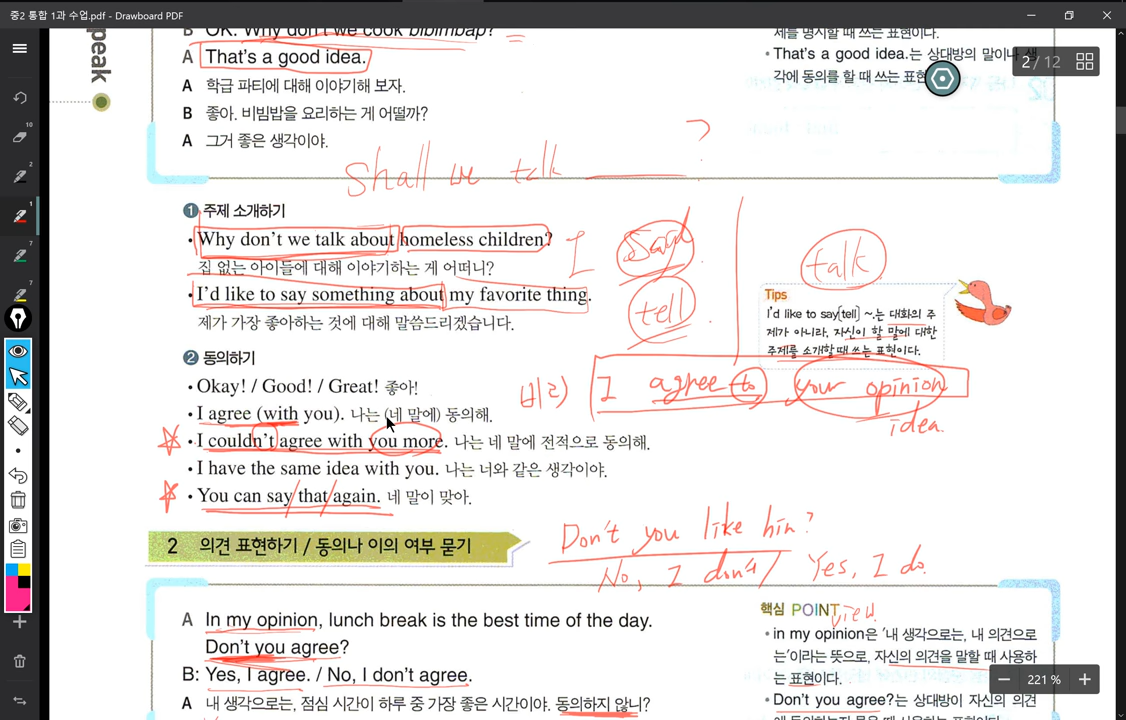 중2 통합 1과 수업.pdf - Drawboard PDF
2 / 12
peak
B OK. Why don't we cook bibimbap?
A That's a good idea.
A 학급 파티에 대해 이야기해 보자.
B 좋아. 비빔밥을 요리하는 게 어떨까?
A 그거 좋은 생각이야.
제를 명시할 때 쓰는 표현이다.
• That's a good idea.는 상대방의 말이나 생
각에 동의를 할 때 쓰는 표현
Shall we talk ?
1 주제 소개하기
• Why don't we talk about homeless children?
집 없는 아이들에 대해 이야기하는 게 어떠니?
• I'd like to say something about my favorite thing.
제가 가장 좋아하는 것에 대해 말씀드리겠습니다.
I said
tell
talk
Tips
I'd like to say[tell] ~.는 대화의 주
제가 아니라, 자신이 할 말에 대한
주제를 소개할 때 쓰는 표현이다.
2 동의하기
• Okay! / Good! / Great! 좋아!
• I agree (with you). 나는 (네 말에) 동의해.
• I couldn't agree with you more. 나는 네 말에 전적으로 동의해.
• I have the same idea with you. 나는 너와 같은 생각이야.
• You can say/that/again. 네 말이 맞아.
비교) I agree to your opinion
idea.
2 의견 표현하기 / 동의나 이의 여부 묻기
Don't you like him?
No, I don't / Yes, I do.
A In my opinion, lunch break is the best time of the day.
Don't you agree?
B: Yes, I agree. / No, I don't agree.
A 내 생각으로는, 점심 시간이 하루 중 가장 좋은 시간이야. 동의하지 않니?
핵심 POINT
view
• in my opinion은 '내 생각으로는, 내 의견으로
는'이라는 뜻으로, 자신의 의견을 말할 때 사용하
는 표현이다.
• Don't you agree?는 상대방이 자신의 의견
221 %